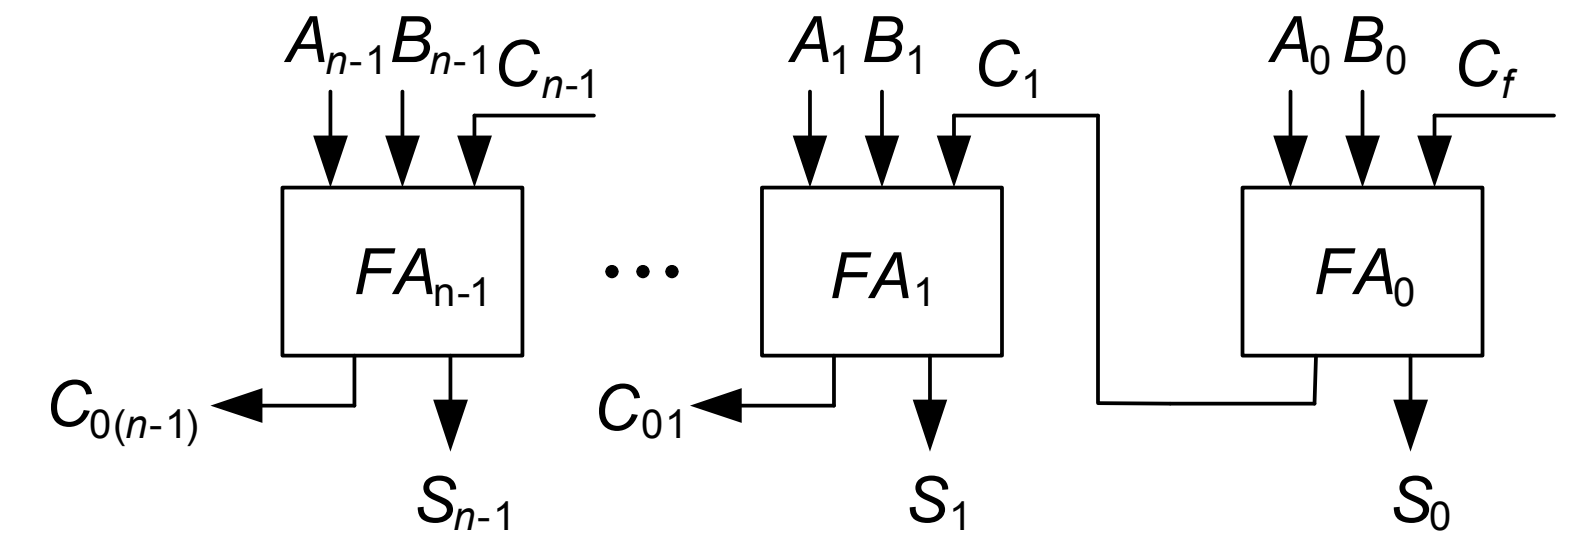 Aₙ₋₁ Bₙ₋₁ Cₙ₋₁ A₁ B₁ C₁ A₀ B₀ C_f
FAₙ₋₁ ... FA₁ FA₀
C₀₍ₙ₋₁₎ C₀₁
Sₙ₋₁ S₁ S₀